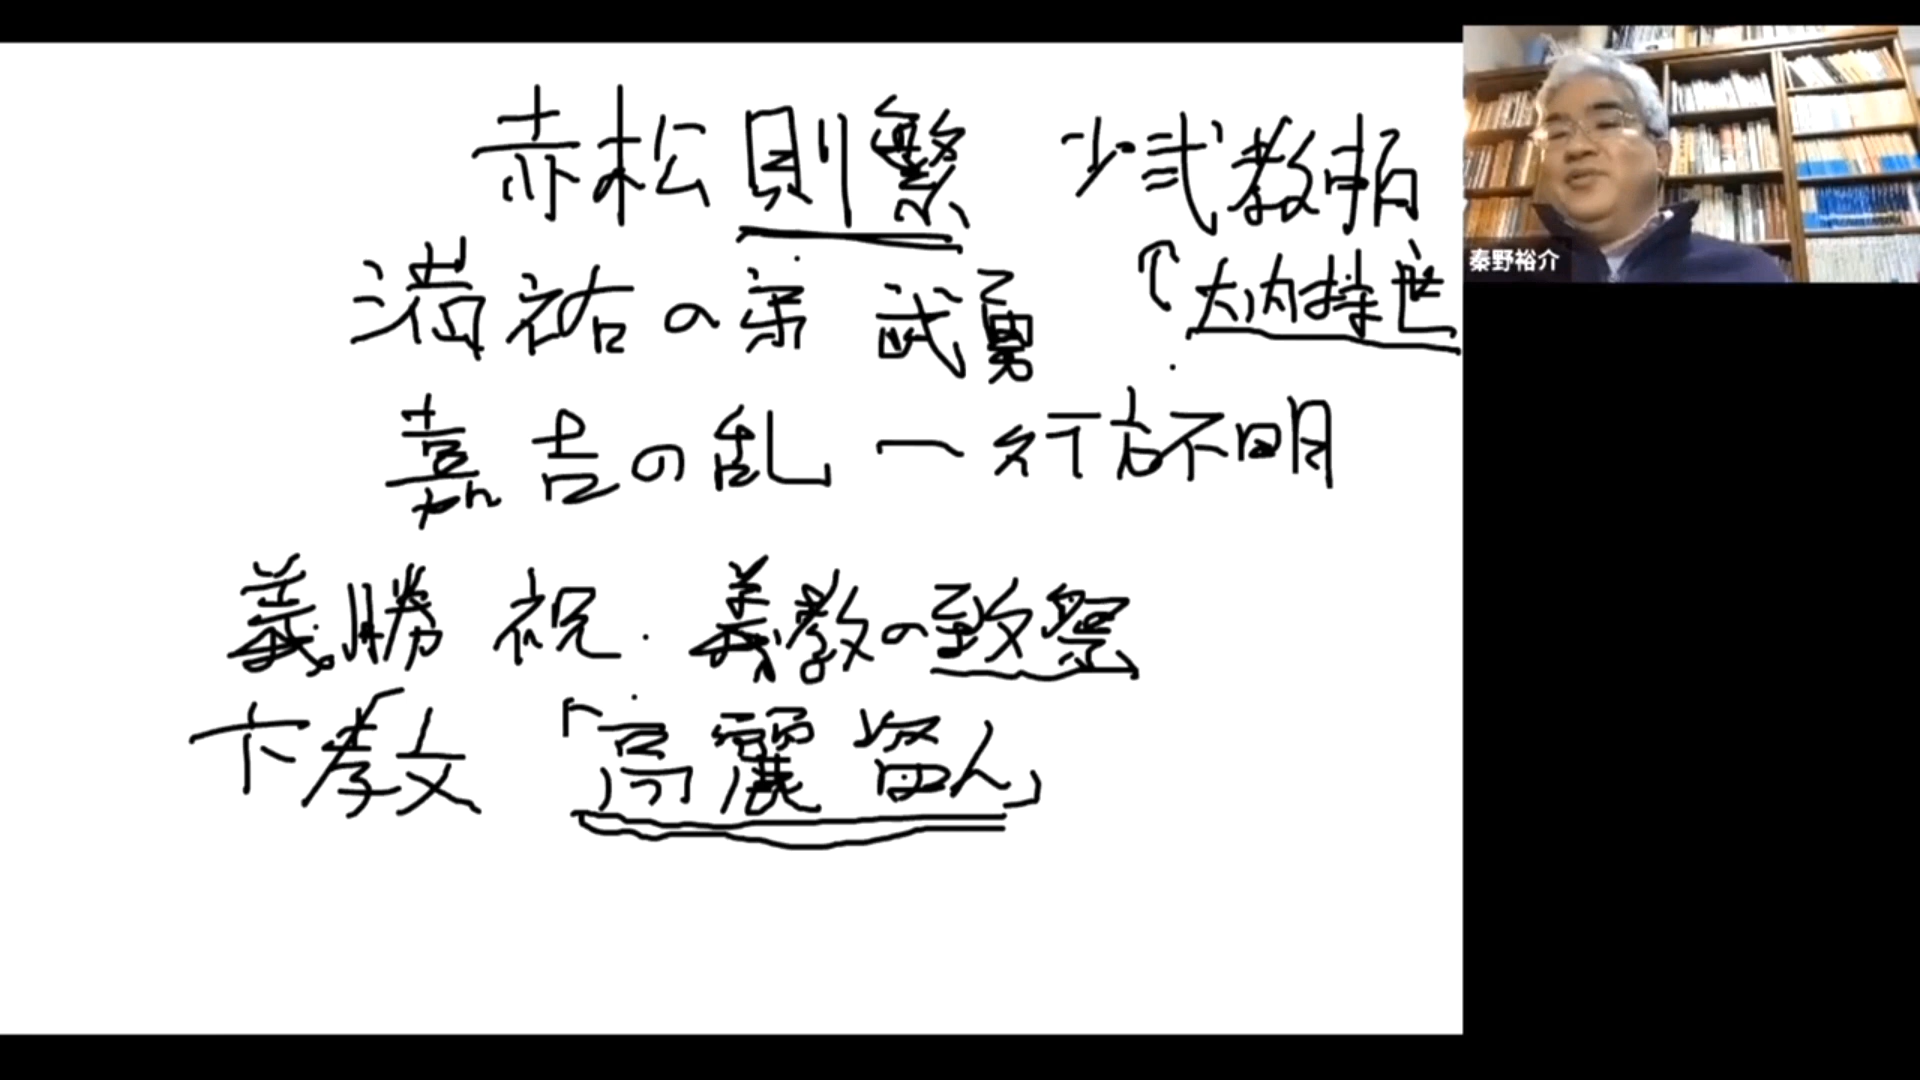 赤松則繁 少弐教頼
↑大内持世
満祐の弟 武勇
嘉吉の乱 ー 行方不明
義勝 祝・義教の致祭
卞孝文 「高麗盗人」
秦野裕介